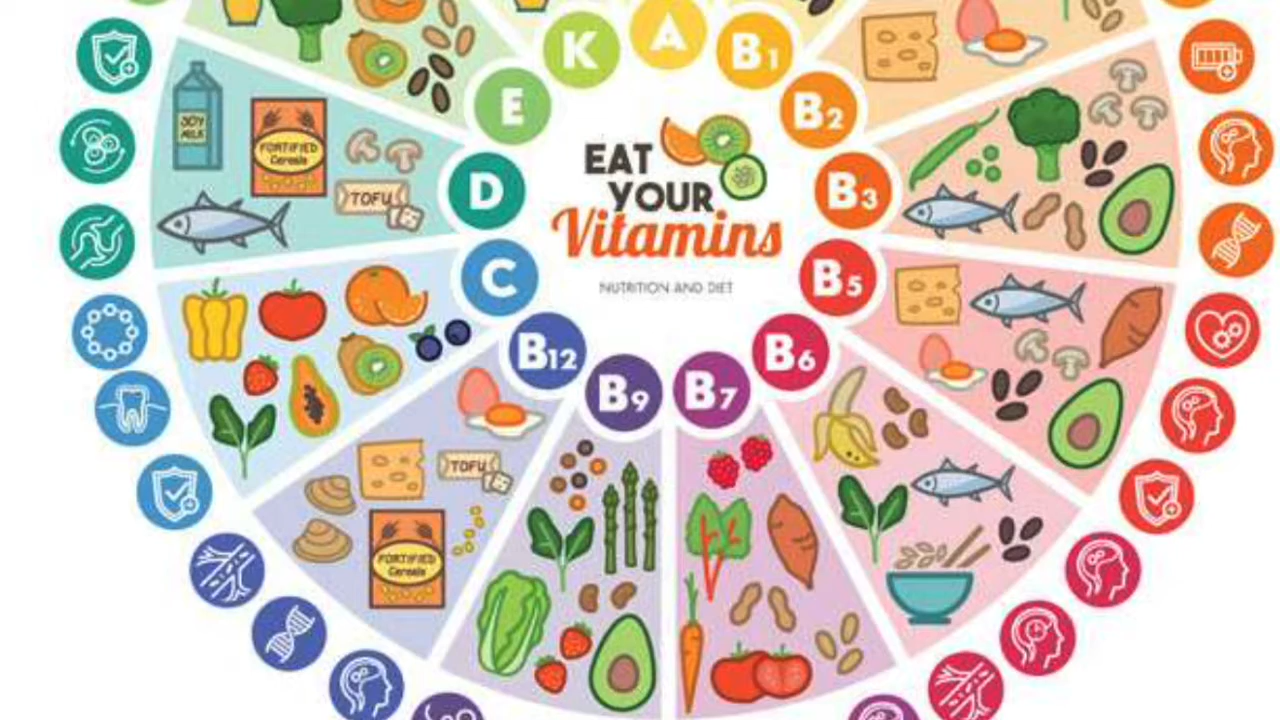 K
A
B1
E
B2
SOY
MILK
FORTIFIED
Cereals
TOFU
D
EAT
YOUR
Vitamins
NUTRITION AND DIET
B3
C
B5
B12
B9
B7
B6
TOFU
FORTIFIED
Cereals